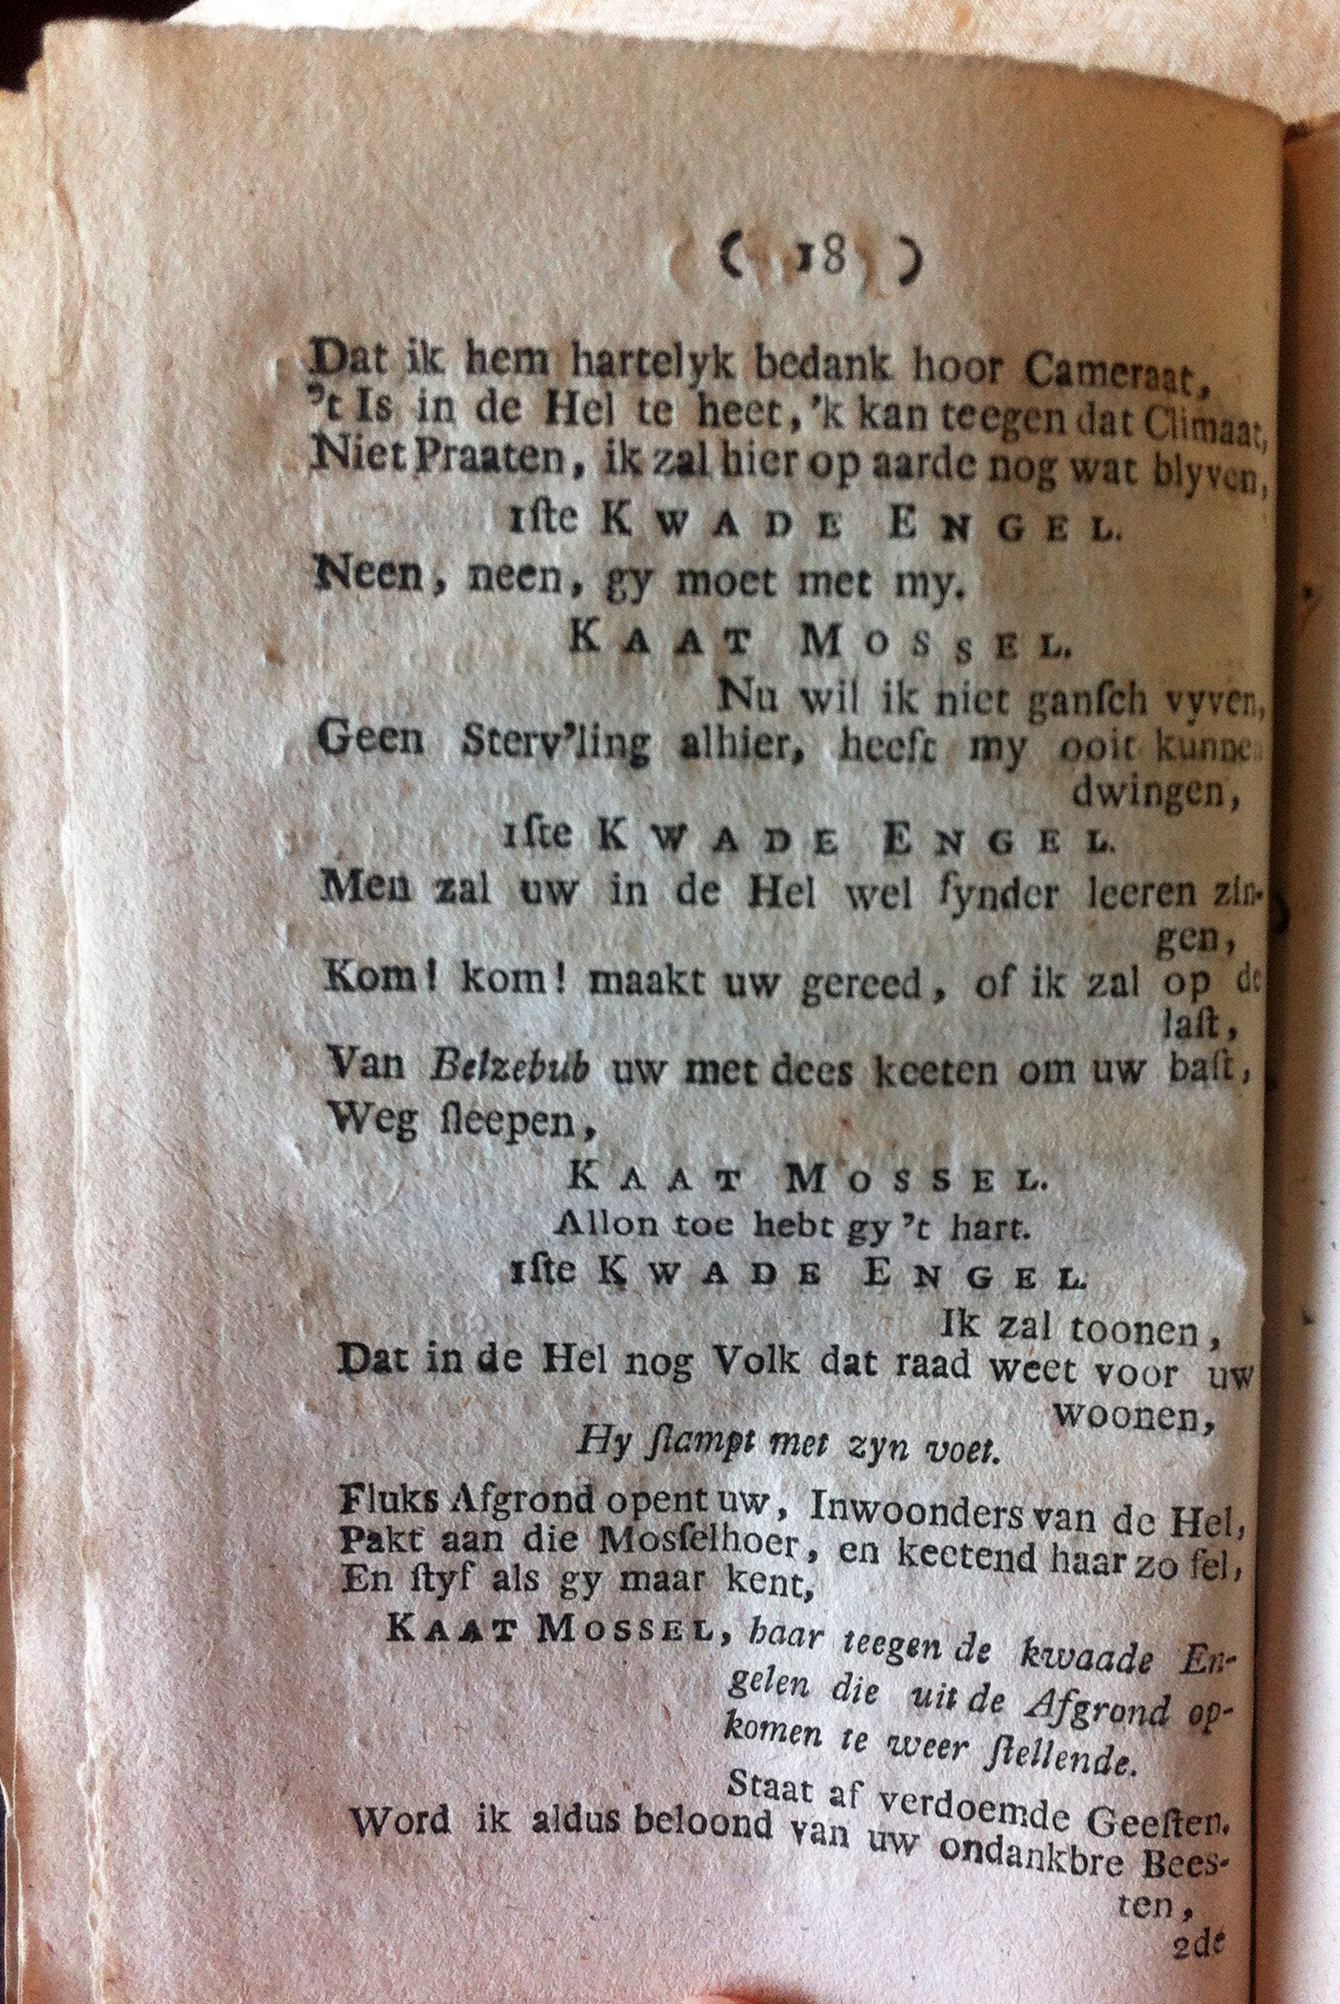 ( 18 )
Dat ik hem hartelyk bedank hoor Cameraat,
't Is in de Hel te heet, 'k kan teegen dat Climaat,
Niet Praaten, ik zal hier op aarde nog wat blyven,
1ſte KWADE ENGEL.
Neen, neen, gy moet met my.
KAAT MOSSEL.
Nu wil ik niet ganſch vyven,
Geen Sterv'ling alhier, heeft my ooit kunnen
dwingen,
1ſte KWADE ENGEL.
Men zal uw in de Hel wel fynder leeren zin-
gen,
Kom! kom! maakt uw gereed, of ik zal op de
laſt,
Van Belzebub uw met dees keeten om uw baſt,
Weg ſleepen,
KAAT MOSSEL.
Allon toe hebt gy 't hart.
1ſte KWADE ENGEL.
Ik zal toonen,
Dat in de Hel nog Volk dat raad weet voor uw
woonen,
Hy ſtampt met zyn voet.
Fluks Afgrond opent uw, Inwoonders van de Hel,
Pakt aan die Mosſelhoer, en keetend haar zo fel,
En ſtyf als gy maar kent,
KAAT MOSSEL, haar teegen de kwaade En-
gelen die uit de Afgrond op-
komen te weer ſtellende.
Staat af verdoemde Geeſten.
Word ik aldus beloond van uw ondankbre Bees-
ten,
2de